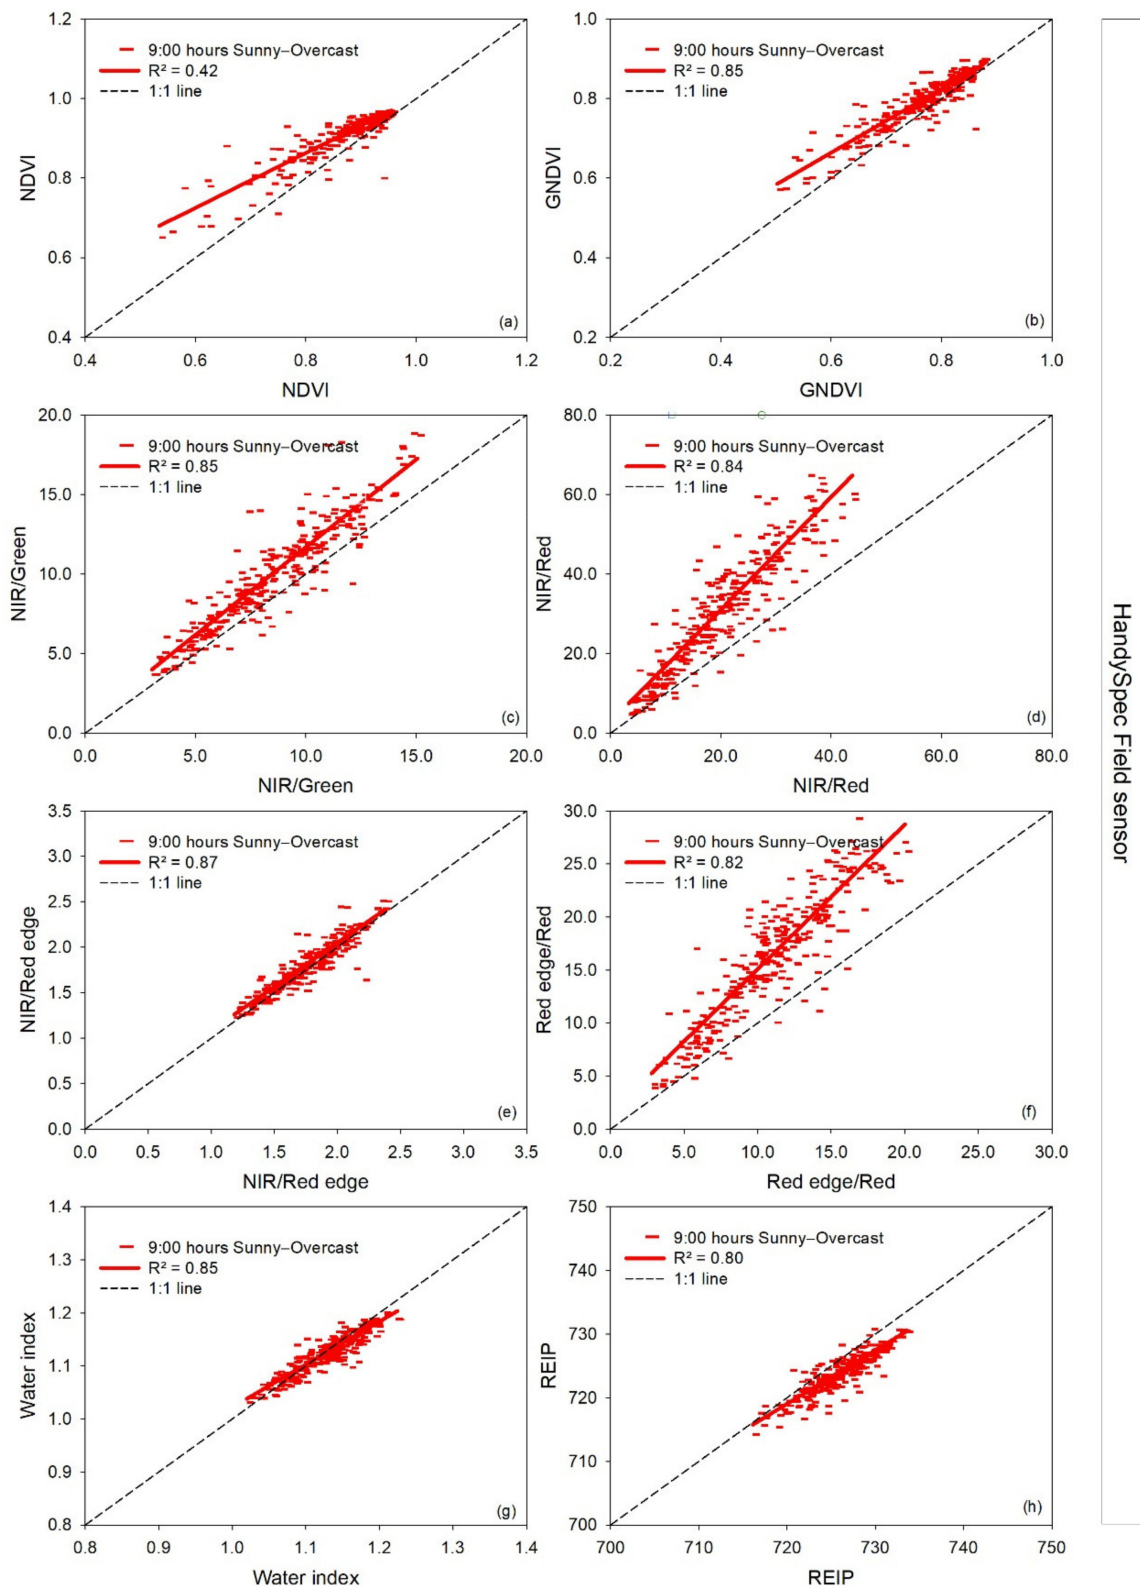 1.2
9:00 hours Sunny–Overcast
R² = 0.42
1:1 line
1.0
NDVI
0.8
0.6
0.4
(a)
0.4 0.6 0.8 1.0 1.2
NDVI
1.0
9:00 hours Sunny–Overcast
R² = 0.85
1:1 line
0.8
GNDVI
0.6
0.4
0.2
(b)
0.2 0.4 0.6 0.8 1.0
GNDVI
20.0
9:00 hours Sunny–Overcast
R² = 0.85
1:1 line
15.0
NIR/Green
10.0
5.0
0.0
(c)
0.0 5.0 10.0 15.0 20.0
NIR/Green
80.0
9:00 hours Sunny–Overcast
R² = 0.84
1:1 line
60.0
NIR/Red
40.0
20.0
0.0
(d)
0.0 20.0 40.0 60.0 80.0
NIR/Red
3.5
9:00 hours Sunny–Overcast
3.0
R² = 0.87
1:1 line
2.5
NIR/Red edge
2.0
1.5
1.0
0.5
0.0
(e)
0.0 0.5 1.0 1.5 2.0 2.5 3.0 3.5
NIR/Red edge
30.0
9:00 hours Sunny–Overcast
R² = 0.82
25.0
1:1 line
20.0
Red edge/Red
15.0
10.0
5.0
0.0
(f)
0.0 5.0 10.0 15.0 20.0 25.0 30.0
Red edge/Red
1.4
9:00 hours Sunny–Overcast
1.3
R² = 0.85
1:1 line
1.2
Water index
1.1
1.0
0.9
0.8
(g)
0.8 0.9 1.0 1.1 1.2 1.3 1.4
Water index
750
9:00 hours Sunny–Overcast
740
R² = 0.80
1:1 line
730
REIP
720
710
700
(h)
700 710 720 730 740 750
REIP
HandySpec Field sensor